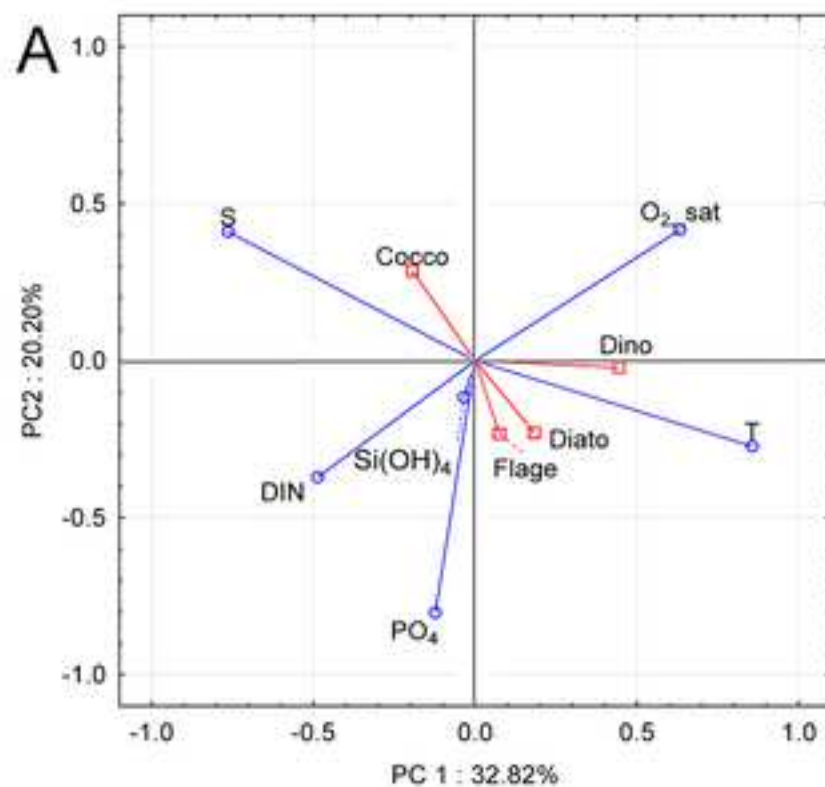 A
1.0
0.5
0.0
-0.5
-1.0
PC2 : 20.20%
S
O₂ sat
Cocco
Dino
T
Diato
Flage
Si(OH)₄
DIN
PO₄
-1.0 -0.5 0.0 0.5 1.0
PC 1 : 32.82%